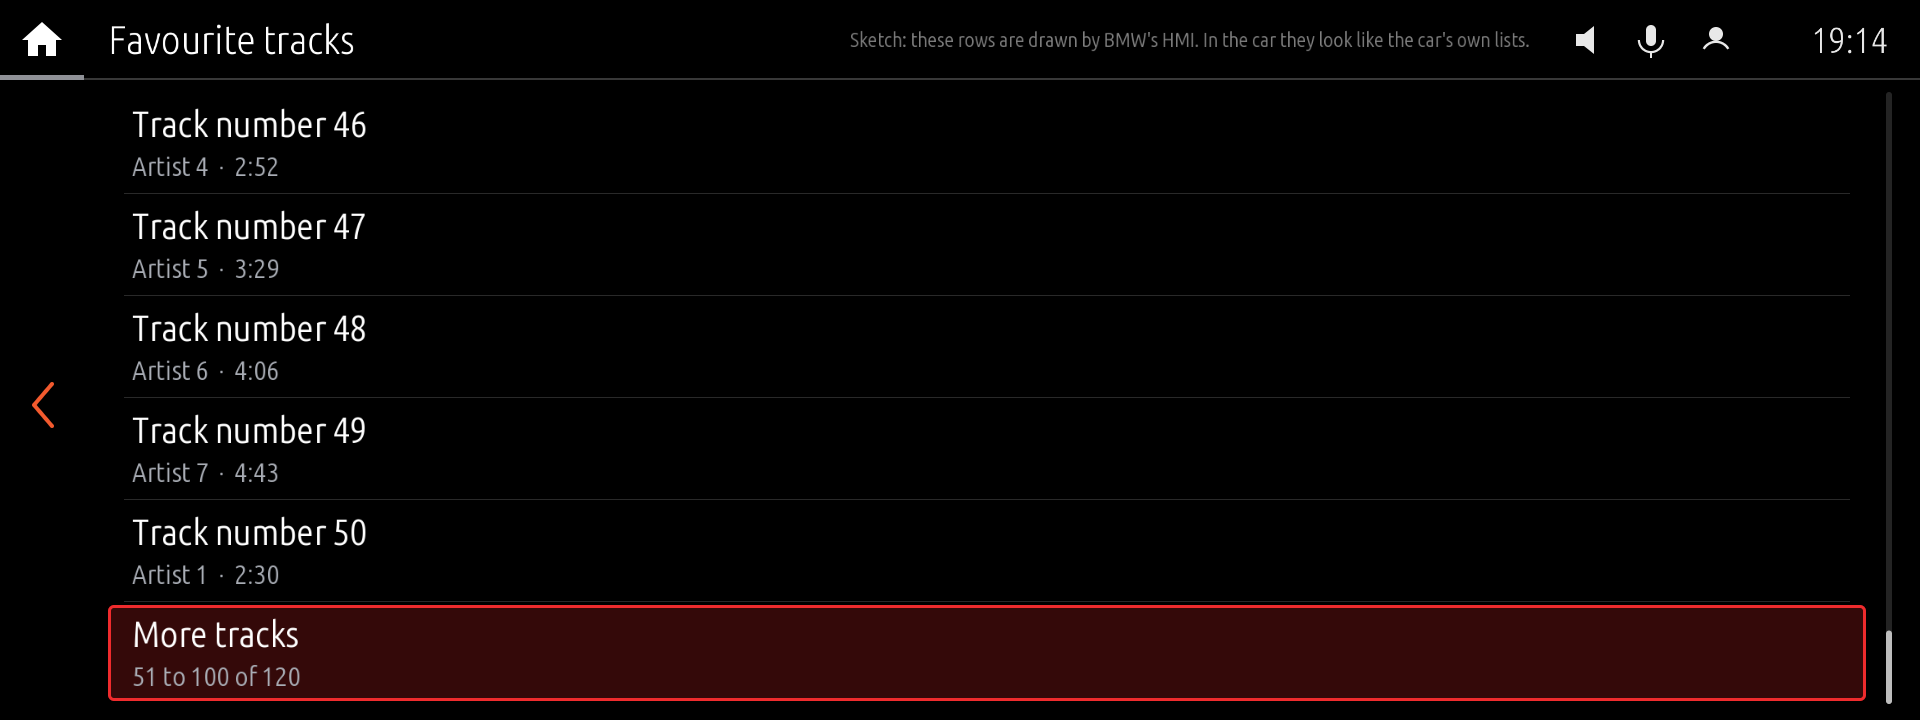 Favourite tracks
Sketch: these rows are drawn by BMW's HMI. In the car they look like the car's own lists.
19:14
Track number 46
Artist 4 · 2:52
Track number 47
Artist 5 · 3:29
Track number 48
Artist 6 · 4:06
Track number 49
Artist 7 · 4:43
Track number 50
Artist 1 · 2:30
More tracks
51 to 100 of 120